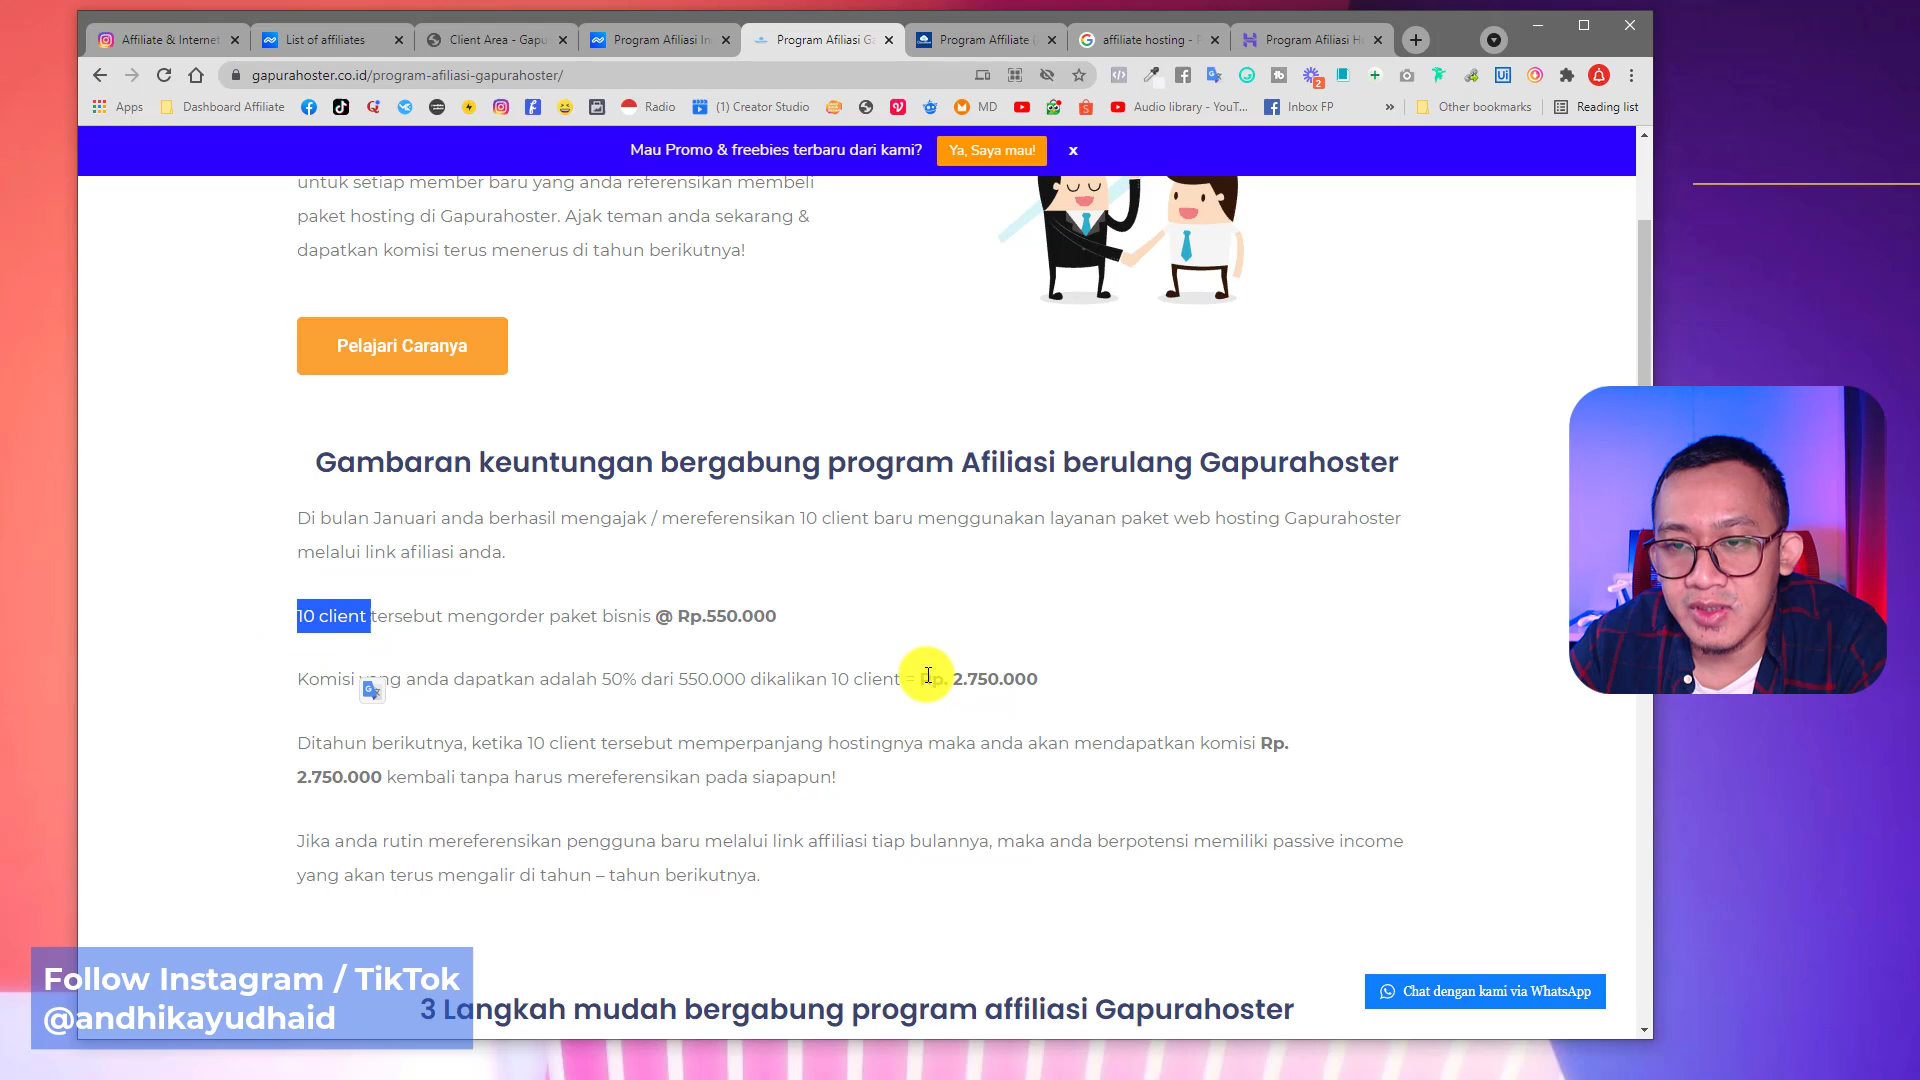 Affiliate & Internet
List of affiliates
Client Area - Gapu
Program Afiliasi In
Program Afiliasi Ga
Program Affiliate (
affiliate hosting - P
Program Afiliasi H
gapurahoster.co.id/program-afiliasi-gapurahoster/
Apps
Dashboard Affiliate
Radio
(1) Creator Studio
MD
Audio library - YouT...
Inbox FP
»
Other bookmarks
Reading list
Mau Promo & freebies terbaru dari kami?
Ya, Saya mau!
x
untuk setiap member baru yang anda referensikan membeli
paket hosting di Gapurahoster. Ajak teman anda sekarang &
dapatkan komisi terus menerus di tahun berikutnya!
Pelajari Caranya
Gambaran keuntungan bergabung program Afiliasi berulang Gapurahoster
Di bulan Januari anda berhasil mengajak / mereferensikan 10 client baru menggunakan layanan paket web hosting Gapurahoster
melalui link afiliasi anda.
10 client tersebut mengorder paket bisnis @ Rp.550.000
Komisi yang anda dapatkan adalah 50% dari 550.000 dikalikan 10 client = Rp. 2.750.000
Ditahun berikutnya, ketika 10 client tersebut memperpanjang hostingnya maka anda akan mendapatkan komisi Rp.
2.750.000 kembali tanpa harus mereferensikan pada siapapun!
Jika anda rutin mereferensikan pengguna baru melalui link affiliasi tiap bulannya, maka anda berpotensi memiliki passive income
yang akan terus mengalir di tahun – tahun berikutnya.
3 Langkah mudah bergabung program affiliasi Gapurahoster
Chat dengan kami via WhatsApp
Follow Instagram / TikTok
@andhikayudhaid